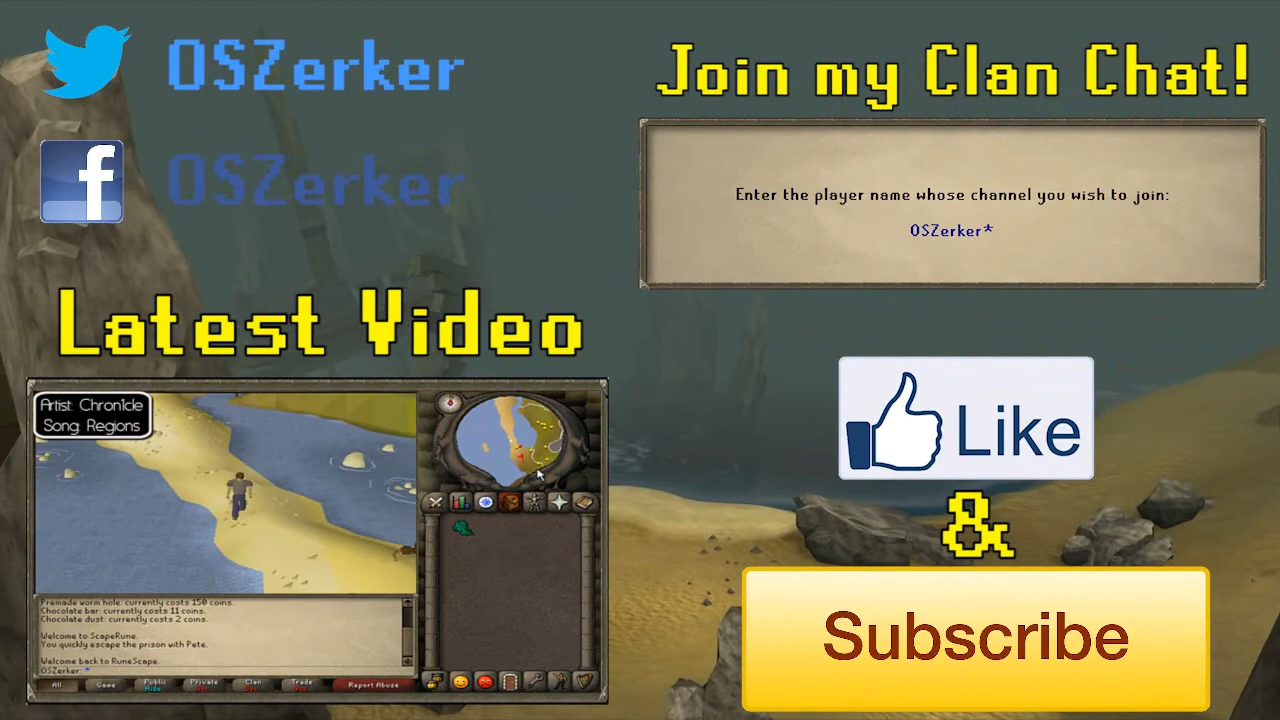 OSZerker
OSZerker
Join my Clan Chat!
Enter the player name whose channel you wish to join:
OSZerker*
Latest Video
Artist: Chron1cle
Song: Regions
Premade worm hole: currently costs 150 coins.
Chocolate bar: currently costs 11 coins.
Chocolate dust: currently costs 2 coins.
Welcome to ScapeRune.
You quickly escape the prison with Pete.
Welcome back to RuneScape.
OSZerker: *
All Game Public Private Clan Trade Report Abuse
Hide
Like
&
Subscribe